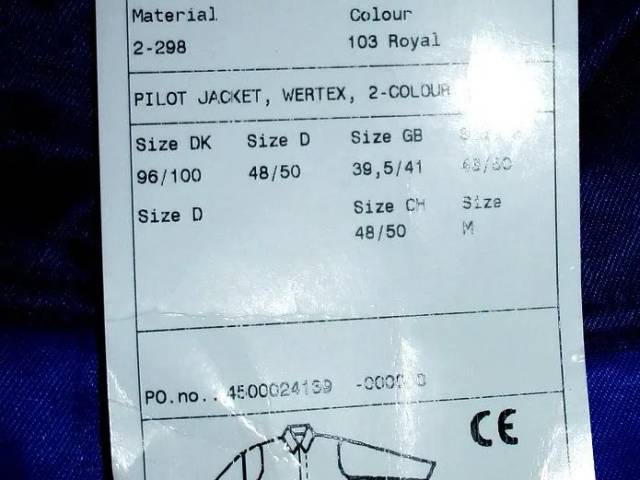 Material Colour
2-298 103 Royal
PILOT JACKET, WERTEX, 2-COLOUR
Size DK Size D Size GB
96/100 48/50 39,5/41
Size D Size CH Size
48/50 M
PO.no.. 4500024139
CE